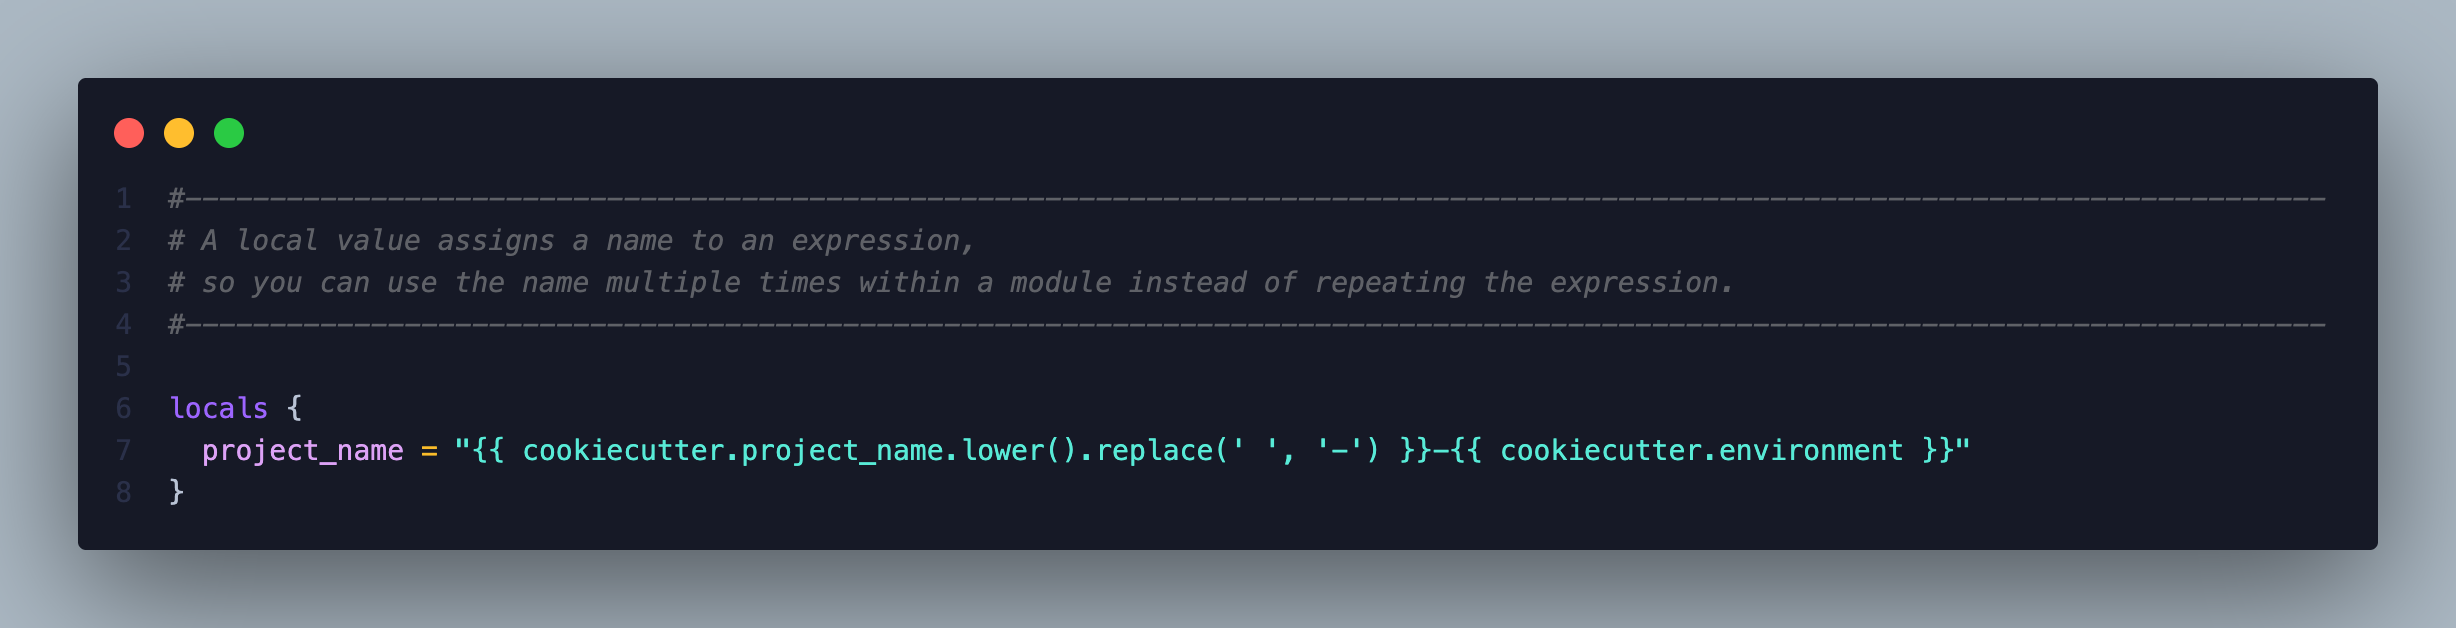 1 #--------------------------------------------------------------------------------------------------------------------------------
2 # A local value assigns a name to an expression,
3 # so you can use the name multiple times within a module instead of repeating the expression.
4 #--------------------------------------------------------------------------------------------------------------------------------
5
6 locals {
7   project_name = "{{ cookiecutter.project_name.lower().replace(' ', '-') }}-{{ cookiecutter.environment }}"
8 }